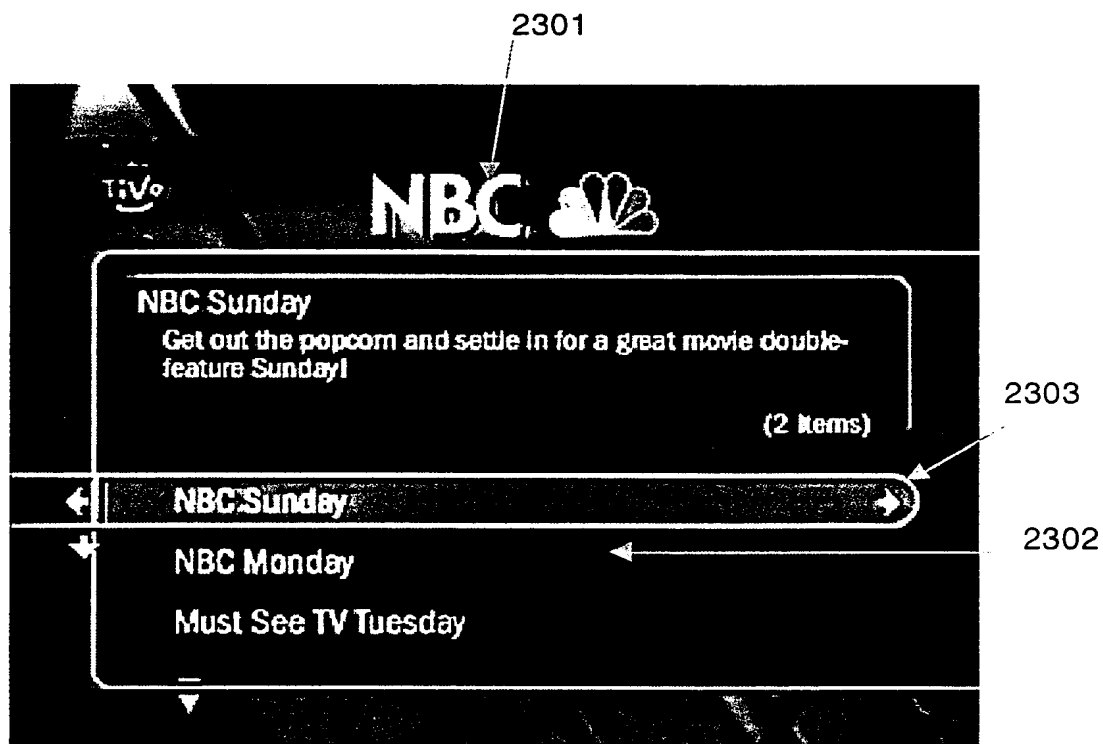 2301
TiVo
NBC
NBC Sunday
Get out the popcorn and settle in for a great movie double-
feature Sunday!
(2 Items)
2303
NBC Sunday
2302
NBC Monday
Must See TV Tuesday